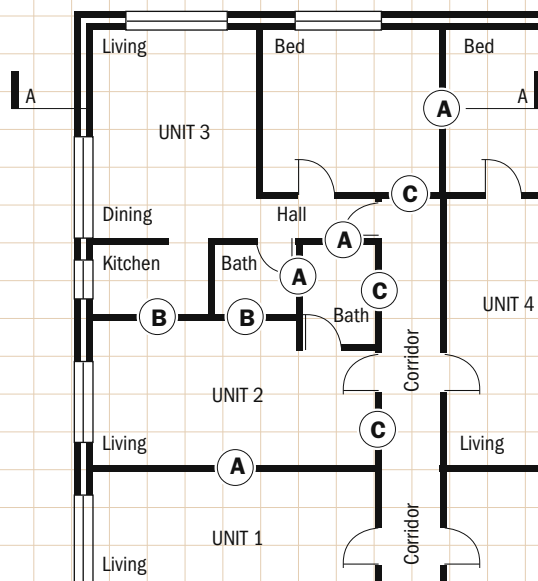 Living
Bed
Bed
A
A
A
UNIT 3
C
Dining
Hall
A
Kitchen
Bath
A
C
UNIT 4
B
B
Bath
Corridor
UNIT 2
C
Living
Living
A
UNIT 1
Corridor
Living